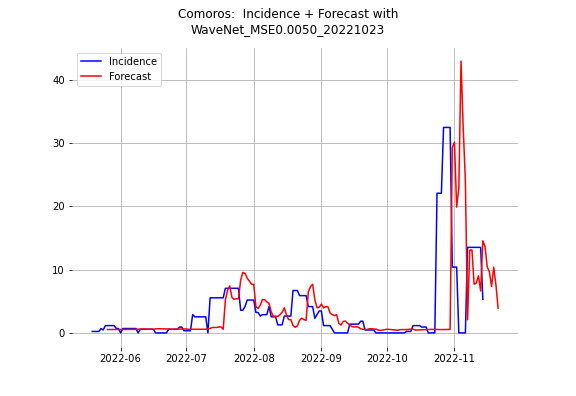 Comoros:  Incidence + Forecast with
WaveNet_MSE0.0050_20221023
Incidence
Forecast
40
30
20
10
0
2022-06
2022-07
2022-08
2022-09
2022-10
2022-11